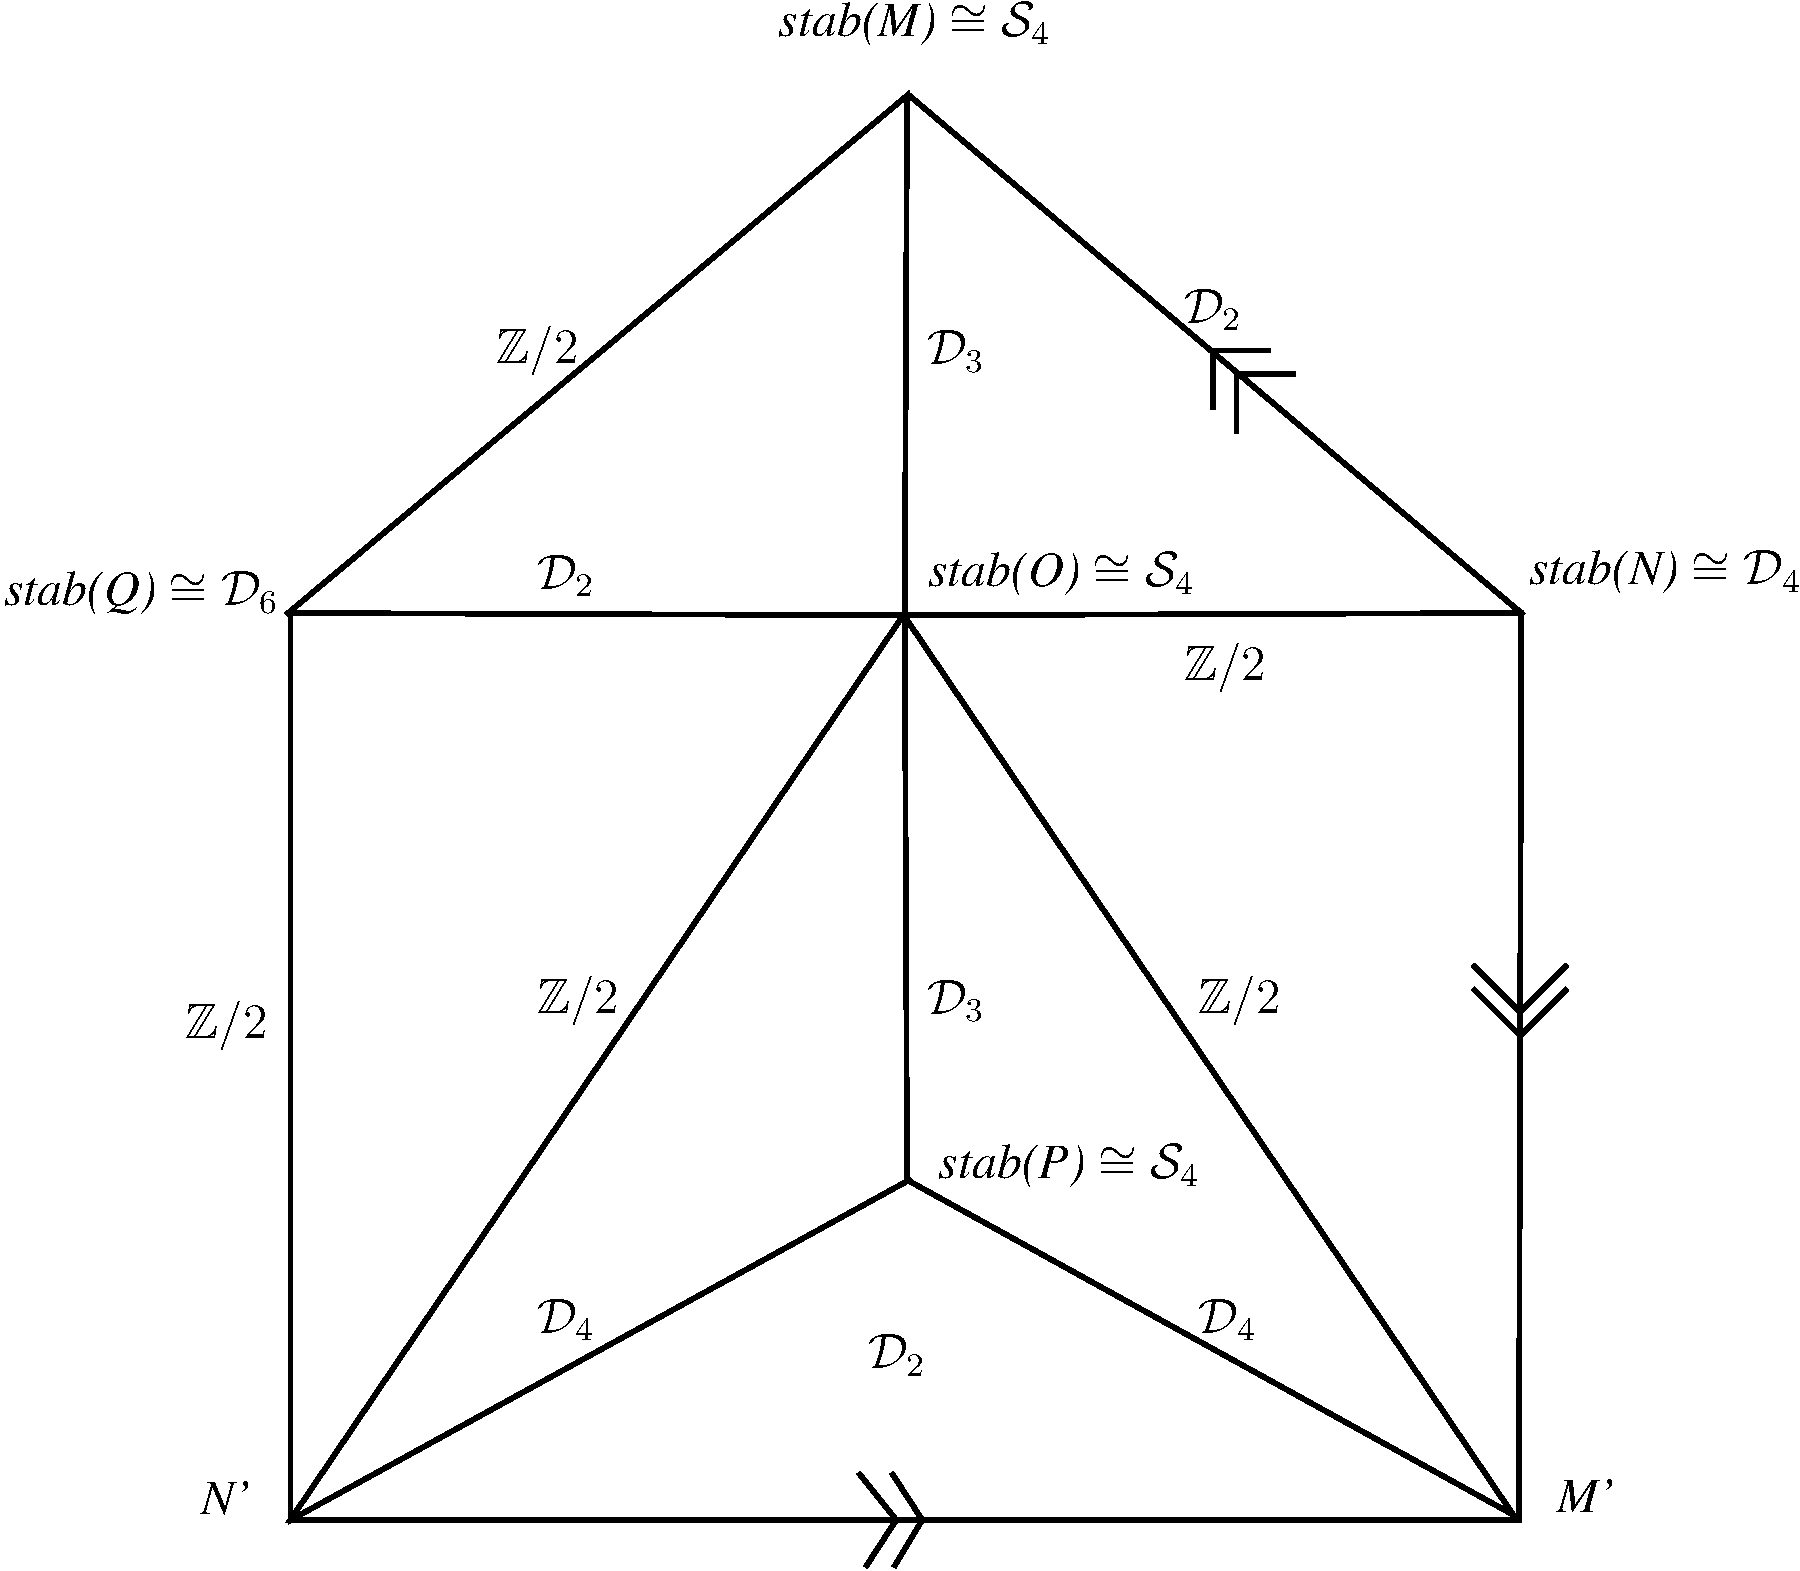 stab(M) ≅ 𝒮₄
𝒟₂
ℤ/2
𝒟₃
stab(Q) ≅ 𝒟₆
𝒟₂
stab(O) ≅ 𝒮₄
stab(N) ≅ 𝒟₄
ℤ/2
ℤ/2
ℤ/2
𝒟₃
ℤ/2
stab(P) ≅ 𝒮₄
𝒟₄
𝒟₄
𝒟₂
N'
M'